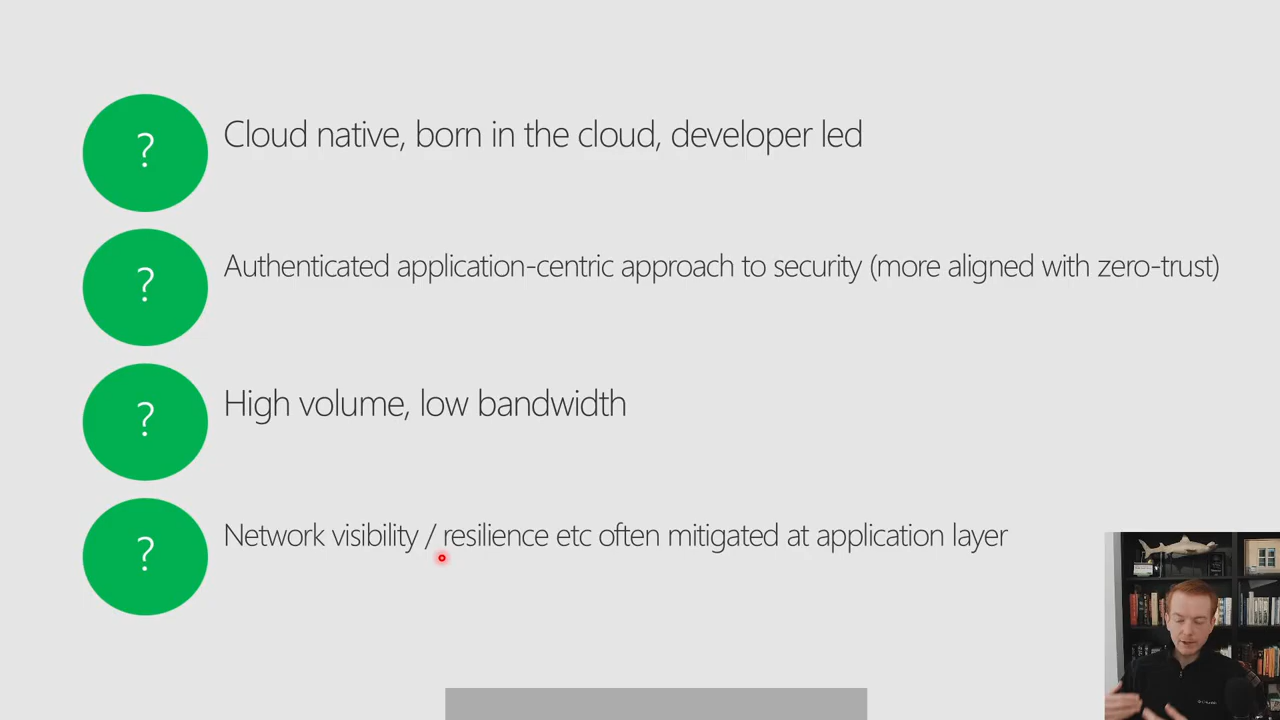 ?
Cloud native, born in the cloud, developer led
?
Authenticated application-centric approach to security (more aligned with zero-trust)
?
High volume, low bandwidth
?
Network visibility / resilience etc often mitigated at application layer